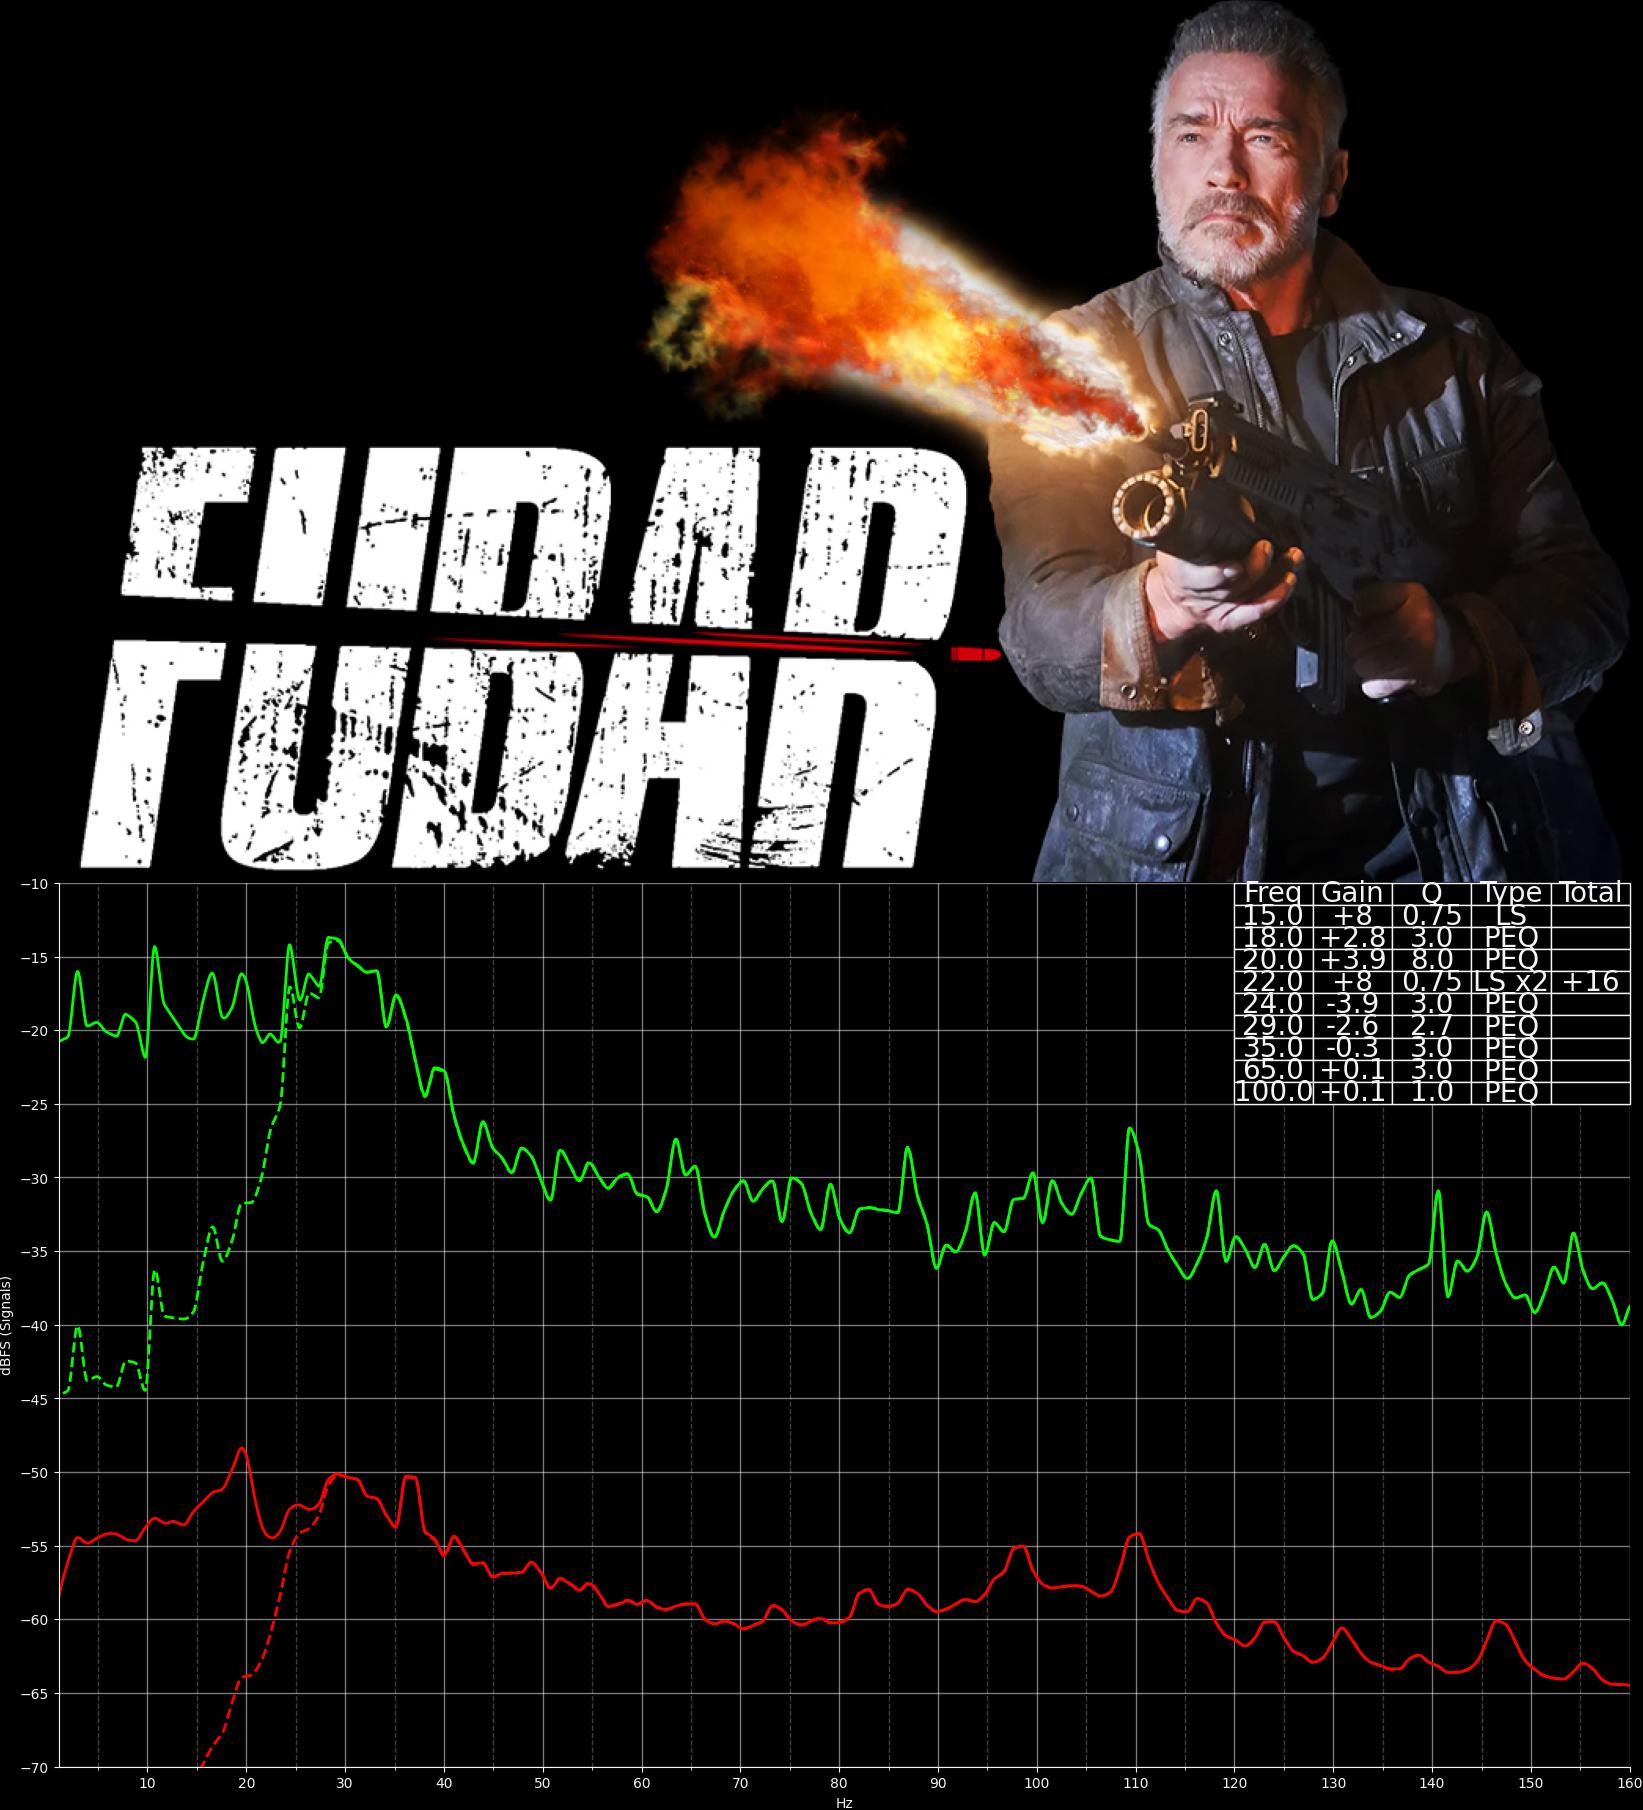 FUBAR
Freq Gain Q Type Total
15.0 +8 0.75 LS
18.0 +2.8 3.0 PEQ
20.0 +3.9 8.0 PEQ
22.0 +8 0.75 LS x2 +16
24.0 -3.9 3.0 PEQ
29.0 -2.6 2.7 PEQ
35.0 -0.3 3.0 PEQ
65.0 +0.1 3.0 PEQ
100.0 +0.1 1.0 PEQ
−10
−15
−20
−25
−30
−35
−40
−45
−50
−55
−60
−65
−70
dBFS (Signals)
10 20 30 40 50 60 70 80 90 100 110 120 130 140 150 160
Hz